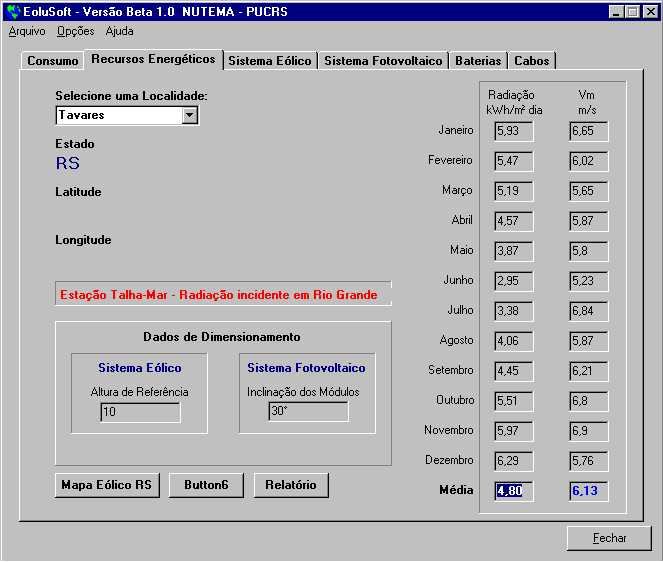 EoluSoft - Versão Beta 1.0 NUTEMA - PUCRS
Arquivo Opções Ajuda
Consumo Recursos Energéticos Sistema Eólico Sistema Fotovoltaico Baterias Cabos
Selecione uma Localidade:
Tavares
Estado
RS
Latitude
Longitude
Estação Talha-Mar - Radiação incidente em Rio Grande
Dados de Dimensionamento
Sistema Eólico
Altura de Referência
10
Sistema Fotovoltaico
Inclinação dos Módulos
30°
Mapa Eólico RS Button6 Relatório
Radiação Vm
kWh/m² dia m/s
Janeiro 5,93 6,65
Fevereiro 5,47 6,02
Março 5,19 5,65
Abril 4,57 5,87
Maio 3,87 5,8
Junho 2,95 5,23
Julho 3,38 6,84
Agosto 4,06 5,87
Setembro 4,45 6,21
Outubro 5,51 6,8
Novembro 5,97 6,9
Dezembro 6,29 5,76
Média 4,80 6,13
Fechar